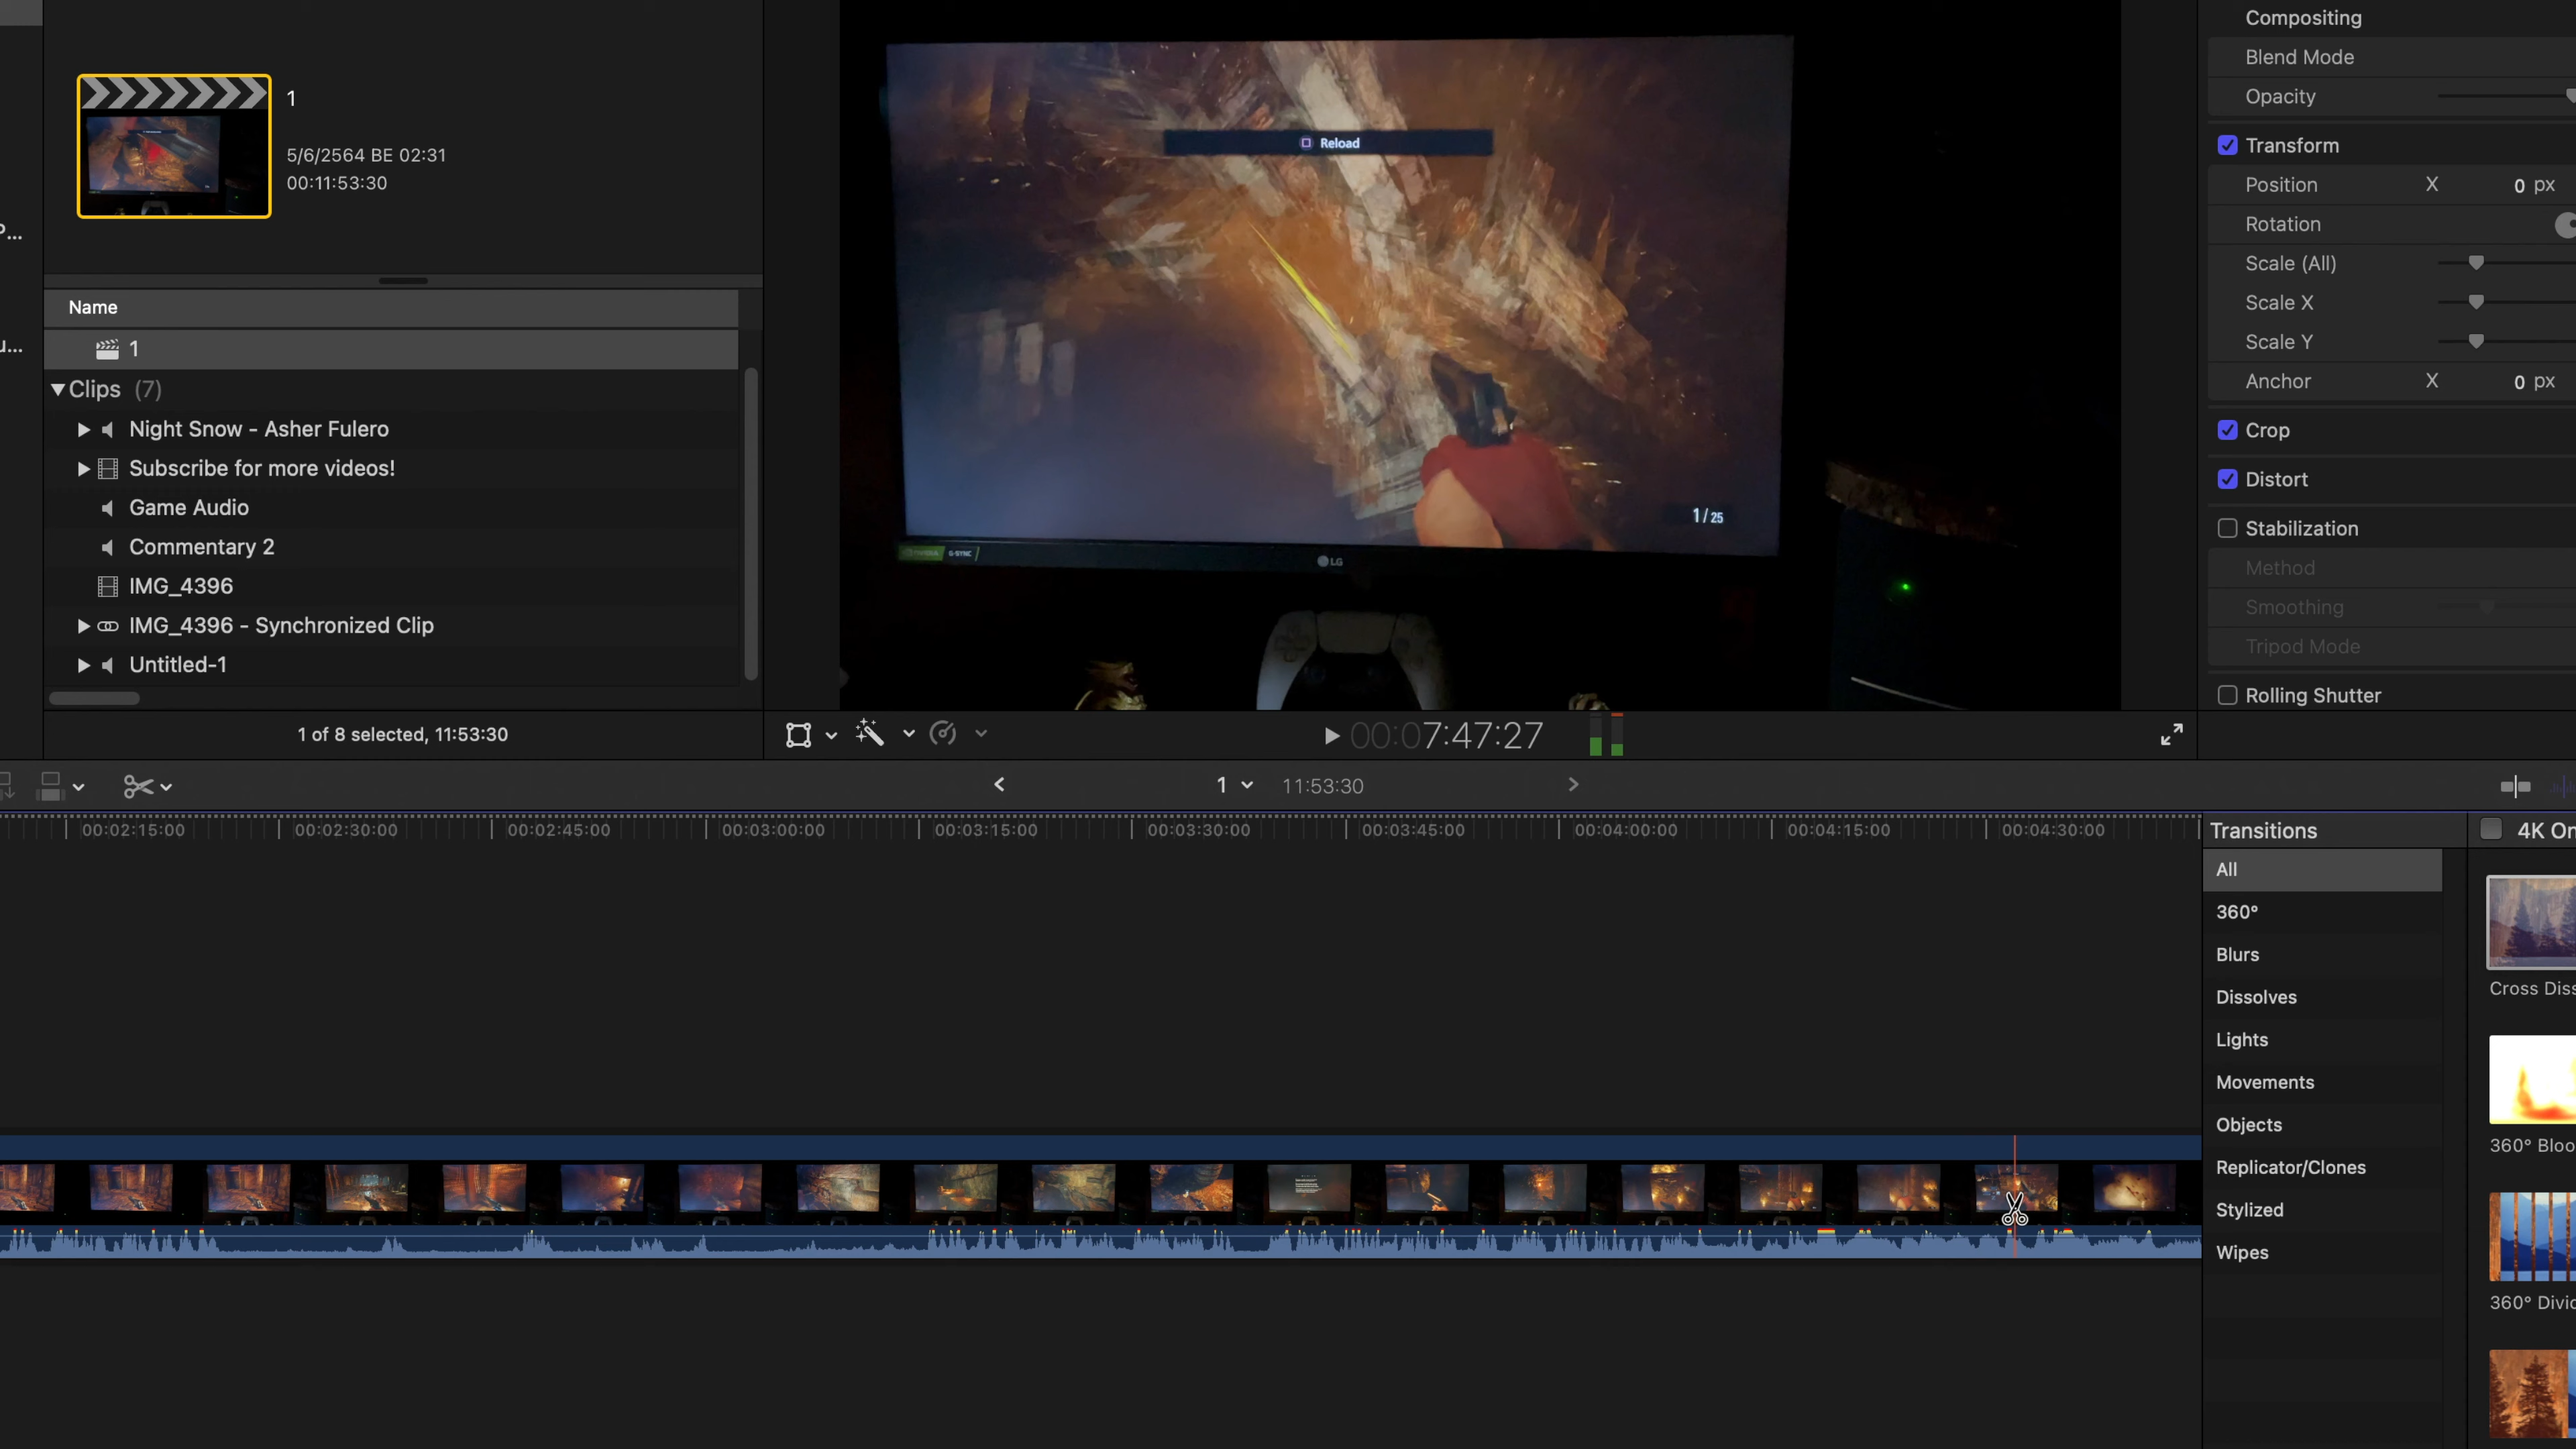 1
5/6/2564 BE 02:31
00:11:53:30
P...
u...
Name
1
Clips (7)
Night Snow - Asher Fulero
Subscribe for more videos!
Game Audio
Commentary 2
IMG_4396
IMG_4396 - Synchronized Clip
Untitled-1
1 of 8 selected, 11:53:30
Reload
1/25
G-SYNC
LG
00:07:47:27
Compositing
Blend Mode
Opacity
Transform
Position X 0 px
Rotation
Scale (All)
Scale X
Scale Y
Anchor X 0 px
Crop
Distort
Stabilization
Method
Smoothing
Tripod Mode
Rolling Shutter
1 11:53:30
00:02:15:00 00:02:30:00 00:02:45:00 00:03:00:00 00:03:15:00 00:03:30:00 00:03:45:00 00:04:00:00 00:04:15:00 00:04:30:00
Transitions
4K On
All
360°
Blurs
Dissolves
Lights
Movements
Objects
Replicator/Clones
Stylized
Wipes
Cross Diss
360° Bloo
360° Divid